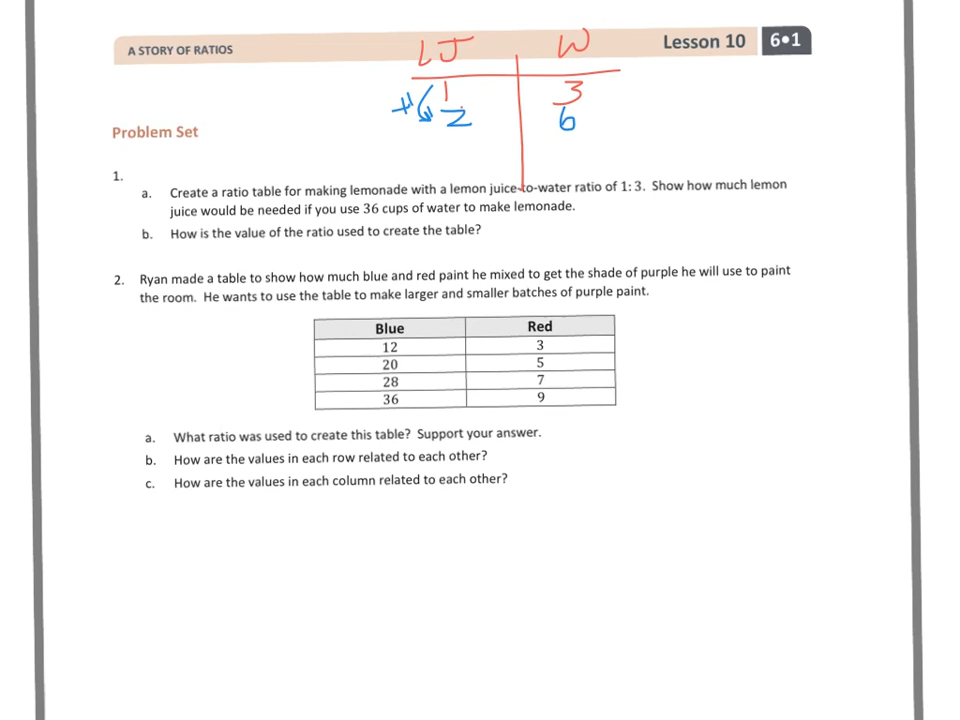 A STORY OF RATIOS
Lesson 10
6•1
LJ W
1 3
+1 2 6
Problem Set
1.
a. Create a ratio table for making lemonade with a lemon juice-to-water ratio of 1: 3. Show how much lemon
juice would be needed if you use 36 cups of water to make lemonade.
b. How is the value of the ratio used to create the table?
2. Ryan made a table to show how much blue and red paint he mixed to get the shade of purple he will use to paint
the room. He wants to use the table to make larger and smaller batches of purple paint.
Blue Red
12 3
20 5
28 7
36 9
a. What ratio was used to create this table? Support your answer.
b. How are the values in each row related to each other?
c. How are the values in each column related to each other?